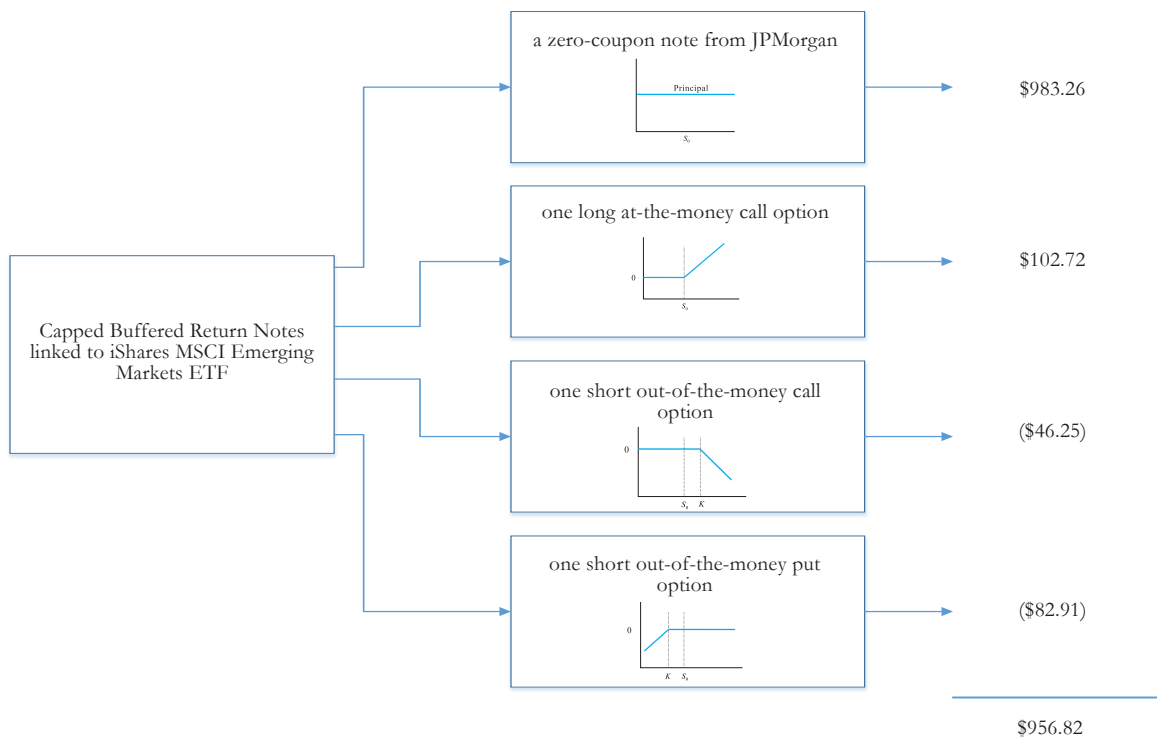 a zero-coupon note from JPMorgan
Principal
S₀
$983.26
one long at-the-money call option
0
S₀
$102.72
Capped Buffered Return Notes
linked to iShares MSCI Emerging
Markets ETF
one short out-of-the-money call
option
0
S₀ K
($46.25)
one short out-of-the-money put
option
0
K S₀
($82.91)
$956.82